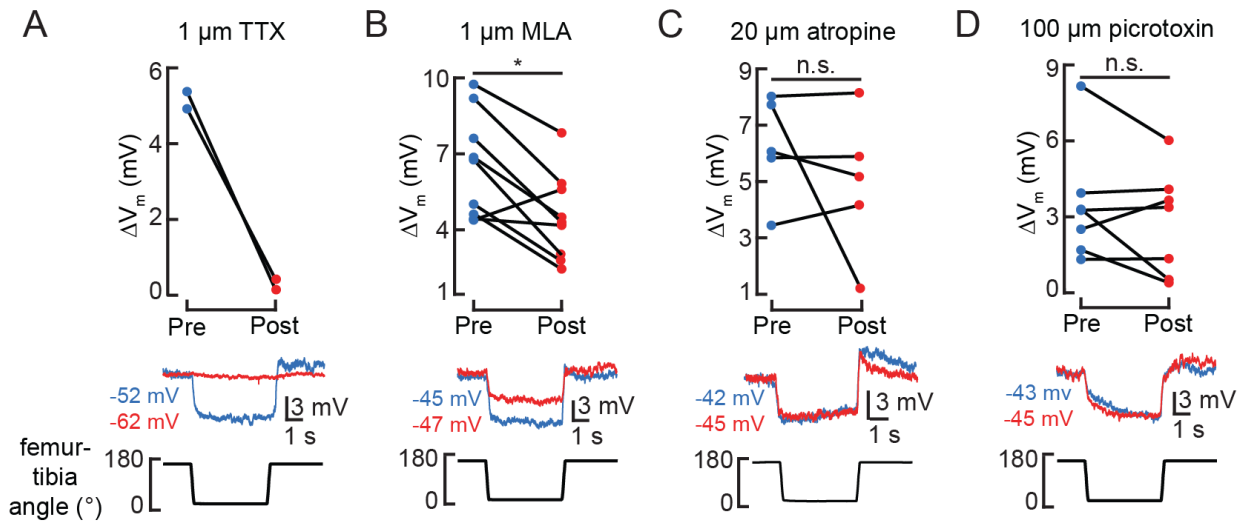 A
1 µm TTX
6
4
2
0
ΔVm (mV)
Pre
Post
-52 mV
-62 mV
3 mV
1 s
B
1 µm MLA
*
10
7
4
1
ΔVm (mV)
Pre
Post
-45 mV
-47 mV
3 mV
1 s
C
20 µm atropine
n.s.
9
7
5
3
1
ΔVm (mV)
Pre
Post
-42 mV
-45 mV
3 mV
1 s
D
100 µm picrotoxin
n.s.
9
6
3
0
ΔVm (mV)
Pre
Post
-43 mV
-45 mV
3 mV
1 s
femur-
tibia
angle (°)
180
0
180
0
180
0
180
0